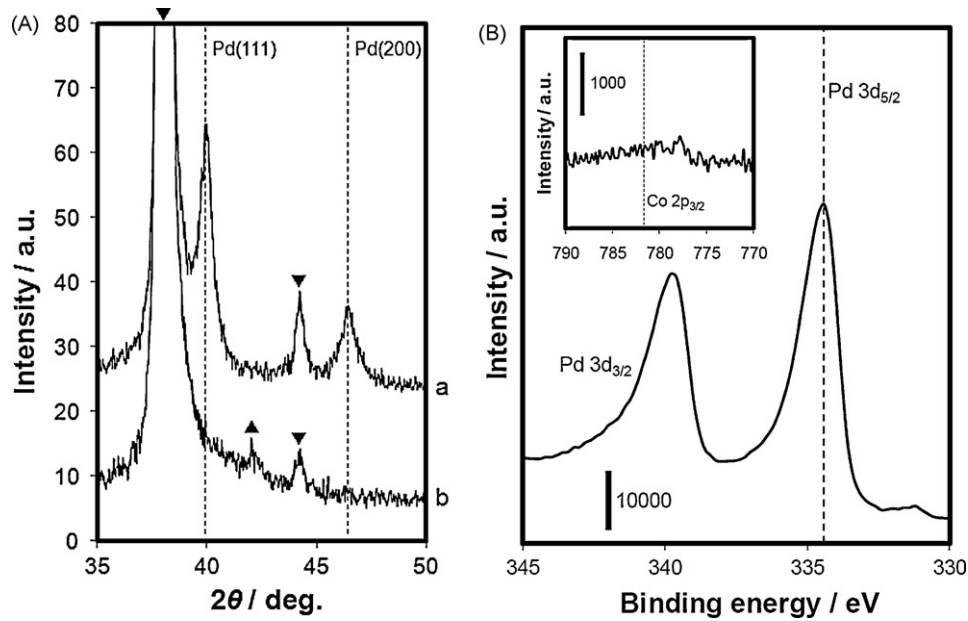 (A)
80
70
60
50
40
30
20
10
0
Intensity / a.u.
Pd(111)
Pd(200)
a
b
35
40
45
50
2θ / deg.
(B)
Intensity / a.u.
1000
Co 2p3/2
790
785
780
775
770
Intensity / a.u.
Pd 3d5/2
Pd 3d3/2
10000
345
340
335
330
Binding energy / eV